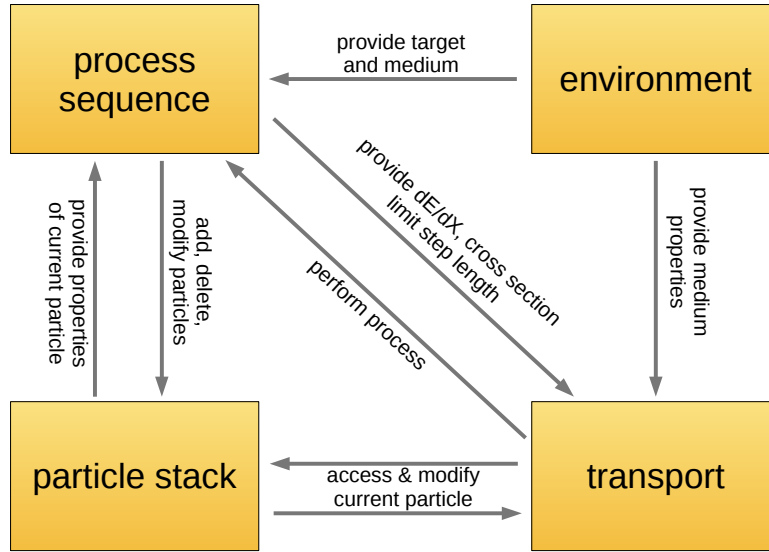 process
sequence
provide target
and medium
environment
provide properties
of current particle
add, delete,
modify particles
provide dE/dX, cross section
limit step length
perform process
provide medium
properties
particle stack
access & modify
current particle
transport